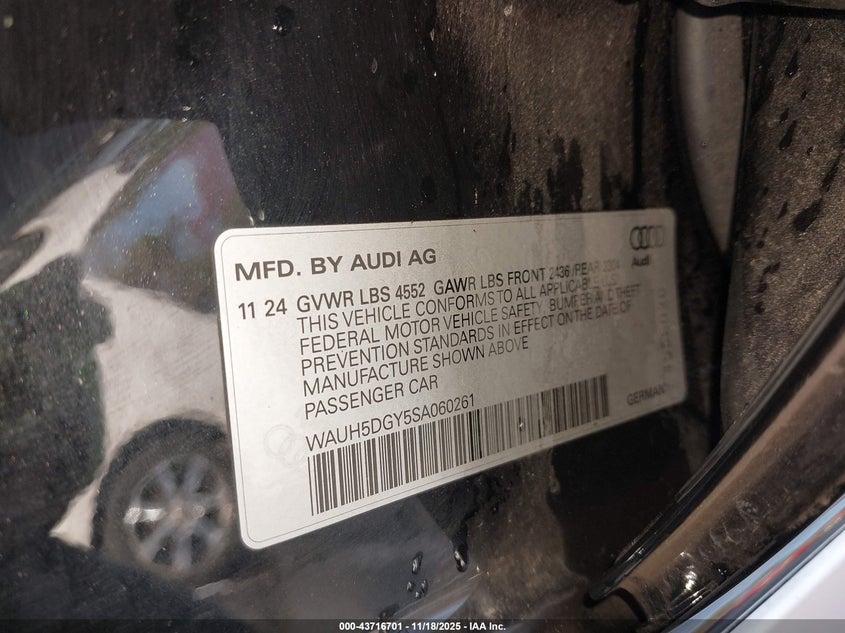 MFD. BY AUDI AG
Audi
11 24 GVWR LBS 4552 GAWR LBS FRONT 2436 /REAR 2304
THIS VEHICLE CONFORMS TO ALL APPLICABLE U.S.
FEDERAL MOTOR VEHICLE SAFETY, BUMPER AND THEFT
PREVENTION STANDARDS IN EFFECT ON THE DATE OF
MANUFACTURE SHOWN ABOVE
PASSENGER CAR
WAUH5DGY5SA060261
GERMANY
000-43716701 — 11/18/2025 — IAA Inc.